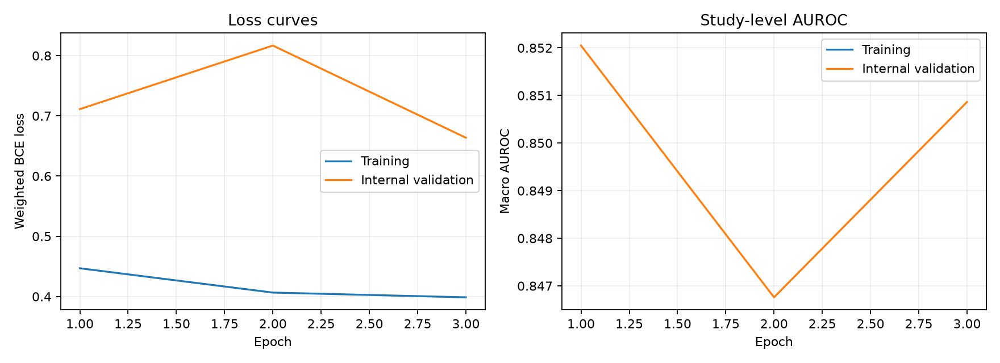 Loss curves
Weighted BCE loss
0.8
0.7
0.6
0.5
0.4
Training
Internal validation
1.00 1.25 1.50 1.75 2.00 2.25 2.50 2.75 3.00
Epoch
Study-level AUROC
Macro AUROC
0.852
0.851
0.850
0.849
0.848
0.847
Training
Internal validation
1.00 1.25 1.50 1.75 2.00 2.25 2.50 2.75 3.00
Epoch